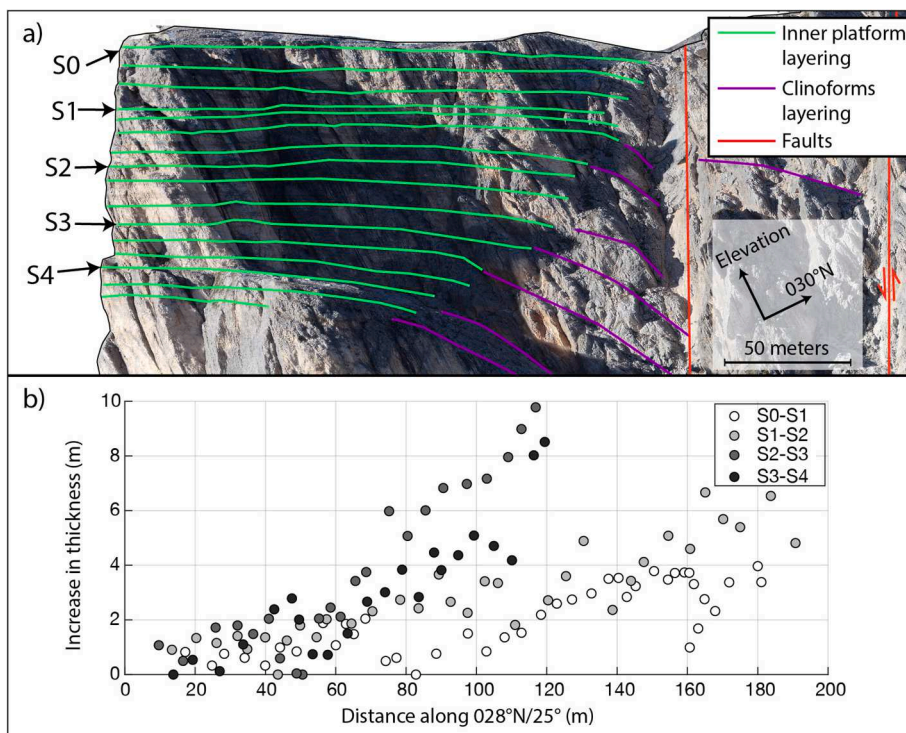 a)
S0
S1
S2
S3
S4
Inner platform
layering
Clinoforms
layering
Faults
Elevation
030°N
50 meters
b)
Increase in thickness (m)
10
8
6
4
2
0
S0-S1
S1-S2
S2-S3
S3-S4
0 20 40 60 80 100 120 140 160 180 200
Distance along 028°N/25° (m)